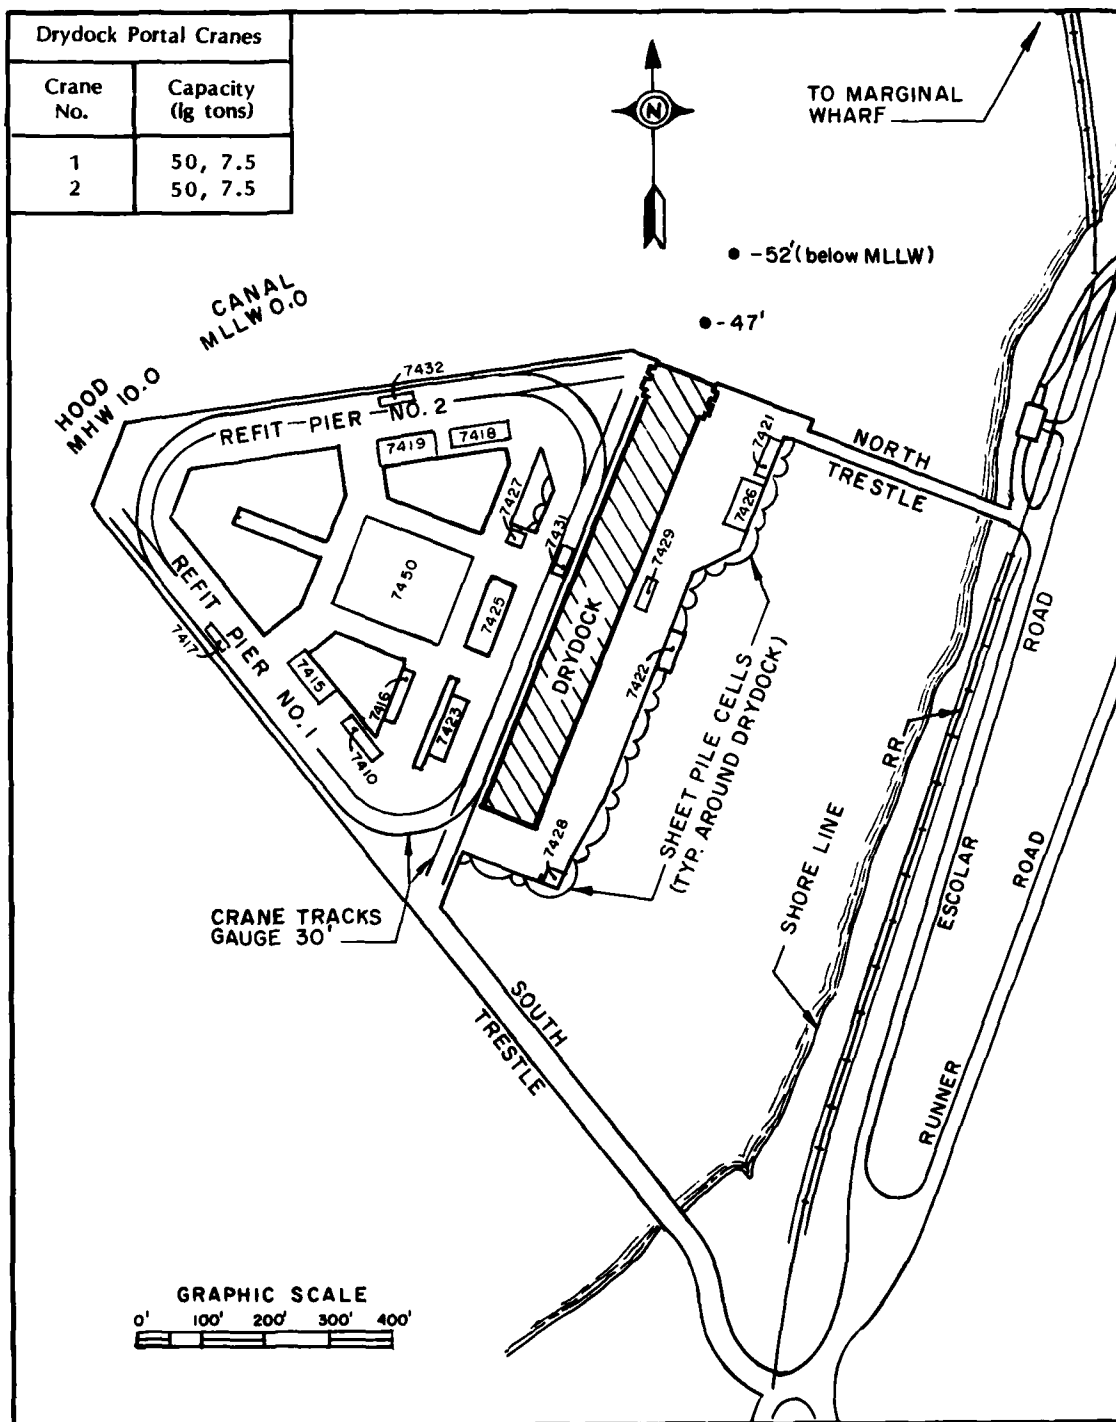 Drydock Portal Cranes
Crane No.
Capacity (lg tons)
1 50, 7.5
2 50, 7.5
N
TO MARGINAL
WHARF
-52'(below MLLW)
-47'
CANAL
MLLW 0.0
HOOD
MHW 10.0
7432
REFIT-PIER-NO. 2
7419
7418
7421
NORTH
TRESTLE
7427
7426
7431
7429
7450
REFIT PIER NO. 1
7425
DRYDOCK
ROAD
7417
7415
7416
7422
7423
7410
SHEET PILE CELLS
(TYP. AROUND DRYDOCK)
RR
7428
SHORE LINE
ESCOLAR
ROAD
CRANE TRACKS
GAUGE 30'
SOUTH
TRESTLE
RUNNER
GRAPHIC SCALE
0' 100' 200' 300' 400'